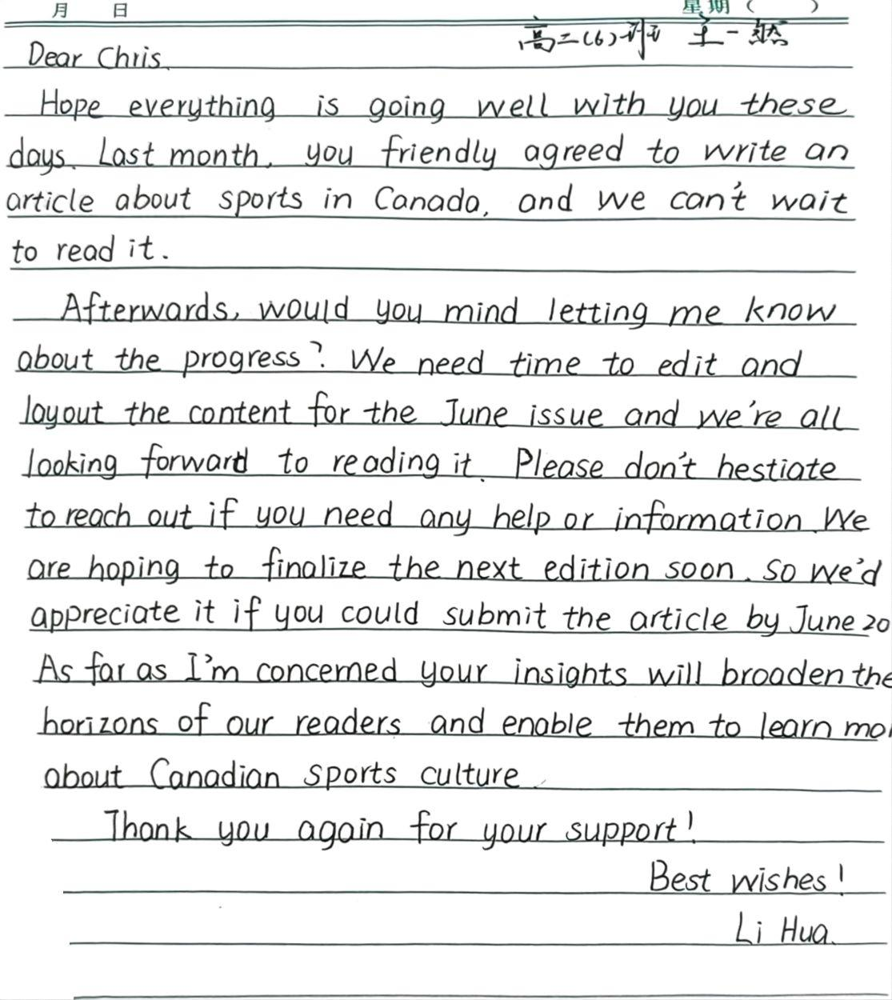 月 日 星期( )
高二(6)班 王一然
Dear Chris,
Hope everything is going well with you these
days. Last month, you friendly agreed to write an
article about sports in Canada, and we can't wait
to read it.
Afterwards, would you mind letting me know
about the progress? We need time to edit and
layout the content for the June issue and we're all
looking forward to reading it. Please don't hestiate
to reach out if you need any help or information. We
are hoping to finalize the next edition soon. So we'd
appreciate it if you could submit the article by June 20
As far as I'm concerned your insights will broaden the
horizons of our readers and enable them to learn mor
about Canadian sports culture.
Thank you again for your support!
Best wishes!
Li Hua.